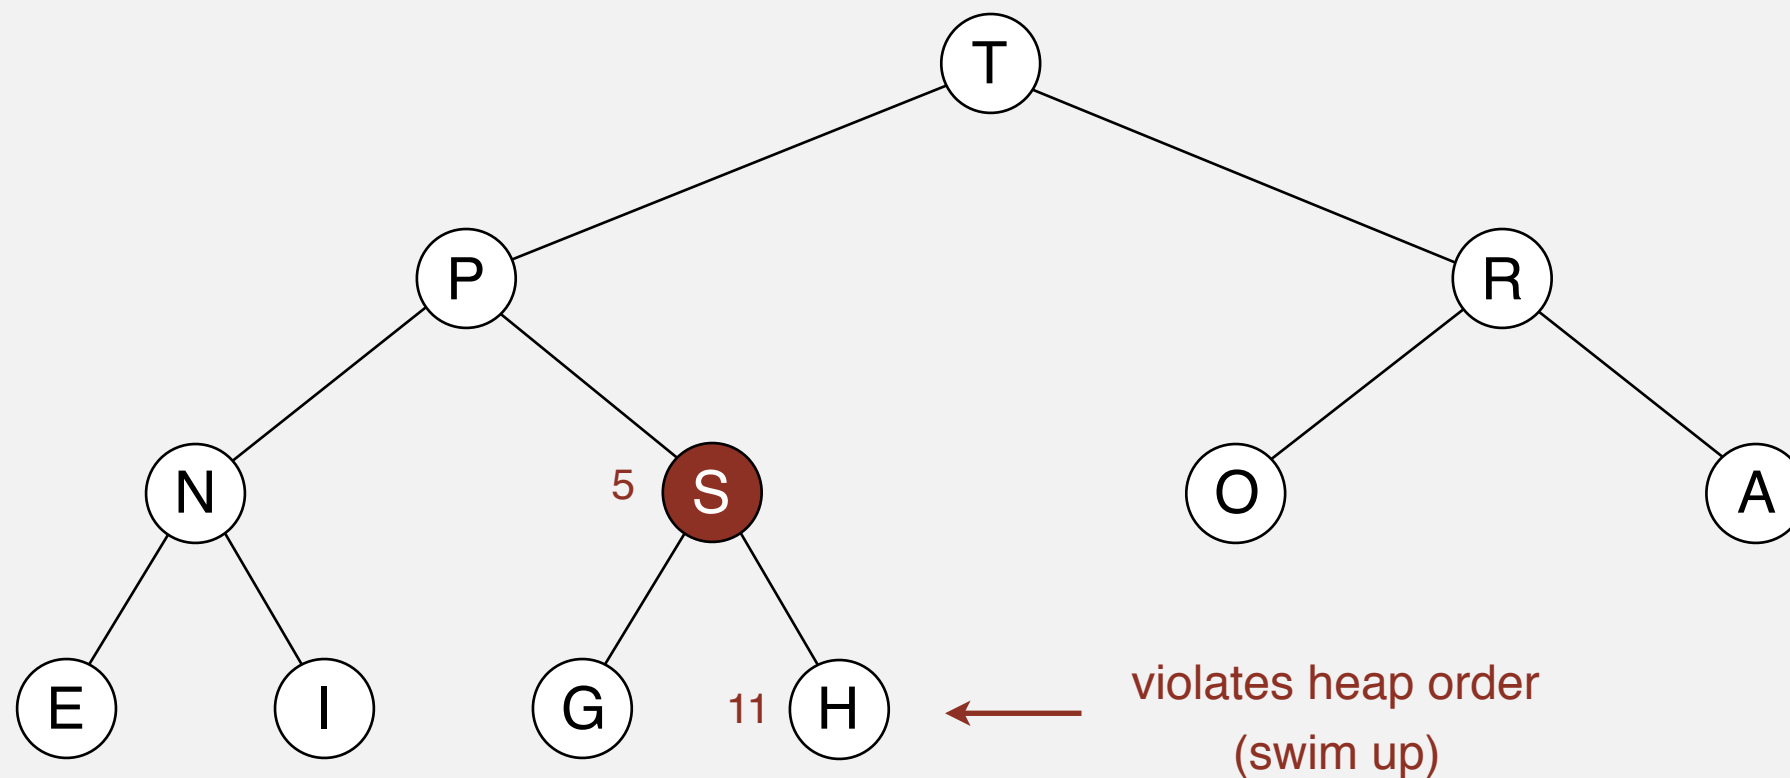 T
P
R
N
5
S
O
A
E
I
G
11
H
violates heap order
(swim up)